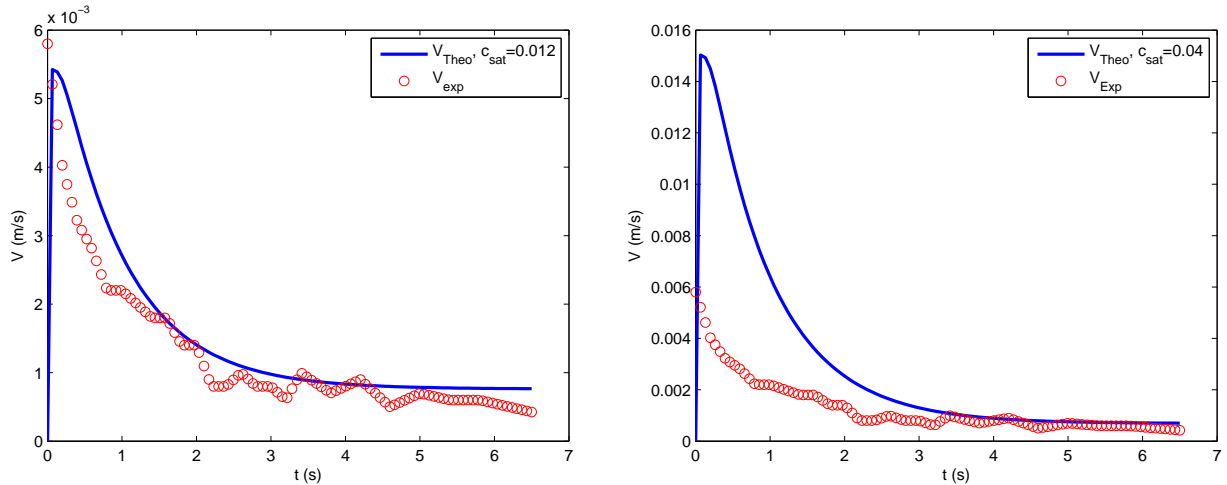 x 10⁻³
6
5
4
3
2
1
0
V (m/s)
0 1 2 3 4 5 6 7
t (s)
V_Theo, c_sat=0.012
V_exp
0.016
0.014
0.012
0.01
0.008
0.006
0.004
0.002
0
V (m/s)
0 1 2 3 4 5 6 7
t (s)
V_Theo, c_sat=0.04
V_Exp